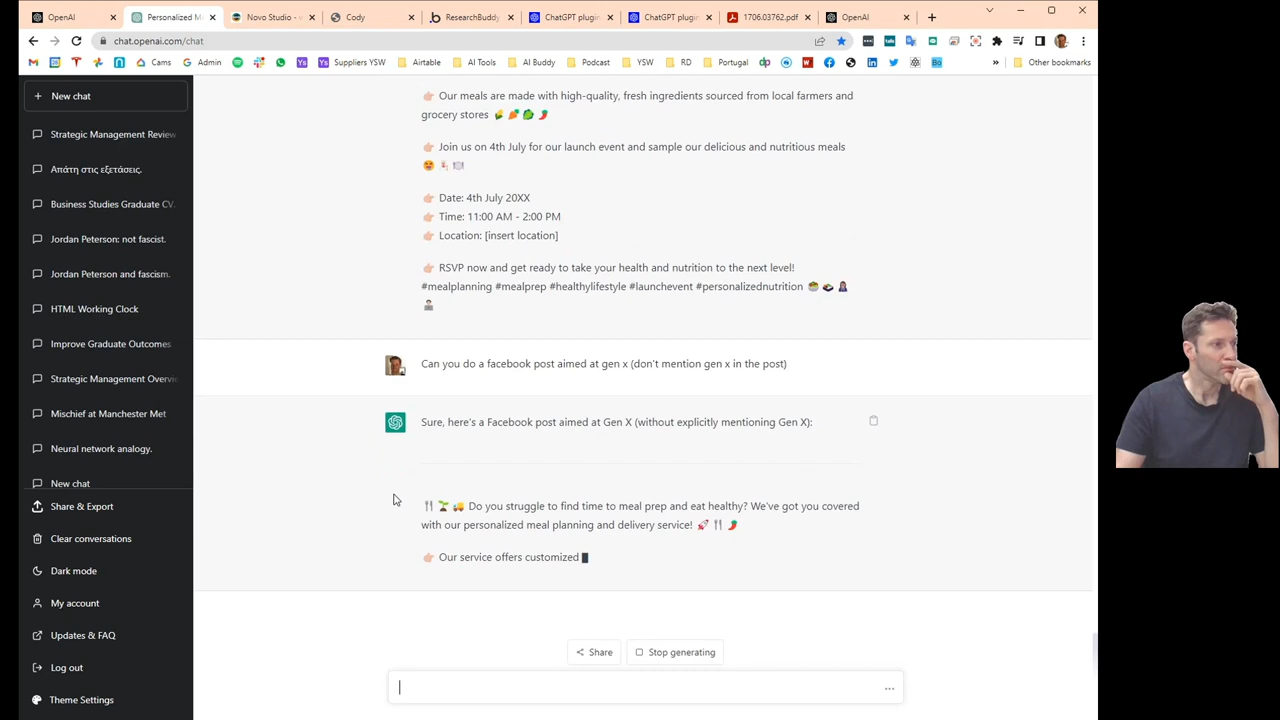 OpenAI
Personalized M
Novo Studio - v
Cody
ResearchBuddy
ChatGPT plugin
ChatGPT plugin
1706.03762.pdf
OpenAI
chat.openai.com/chat
Cams
Admin
Suppliers YSW
Airtable
AI Tools
AI Buddy
Podcast
YSW
RD
Portugal
Other bookmarks
New chat
Strategic Management Review
Απάτη στις εξετάσεις.
Business Studies Graduate CV.
Jordan Peterson: not fascist.
Jordan Peterson and fascism.
HTML Working Clock
Improve Graduate Outcomes
Strategic Management Overvi
Mischief at Manchester Met
Neural network analogy.
New chat
Share & Export
Clear conversations
Dark mode
My account
Updates & FAQ
Log out
Theme Settings
👉🏻 Our meals are made with high-quality, fresh ingredients sourced from local farmers and
grocery stores 🌽 🥕 🥬 🌶️
👉🏻 Join us on 4th July for our launch event and sample our delicious and nutritious meals
👉🏻 Date: 4th July 20XX
👉🏻 Time: 11:00 AM - 2:00 PM
👉🏻 Location: [insert location]
👉🏻 RSVP now and get ready to take your health and nutrition to the next level!
#mealplanning #mealprep #healthylifestyle #launchevent #personalizednutrition
Can you do a facebook post aimed at gen x (don't mention gen x in the post)
Sure, here's a Facebook post aimed at Gen X (without explicitly mentioning Gen X):
🍴 🌱 🚚 Do you struggle to find time to meal prep and eat healthy? We've got you covered
with our personalized meal planning and delivery service! 🚀 🍴 🌶️
👉🏻 Our service offers customized
Share
Stop generating